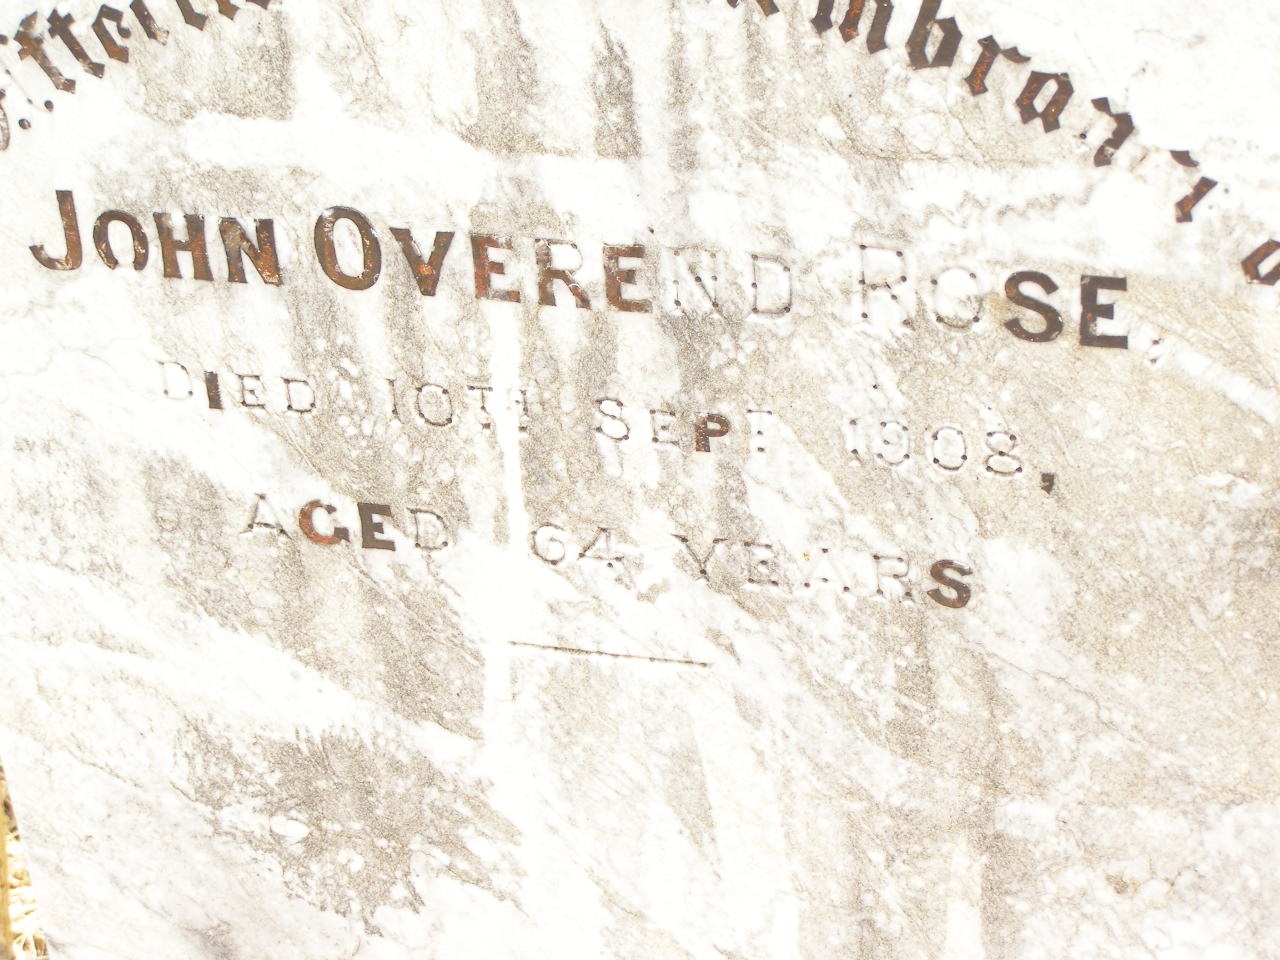 JOHN OVEREND ROSE,
DIED 10TH SEPT 1908,
AGED 64 YEARS